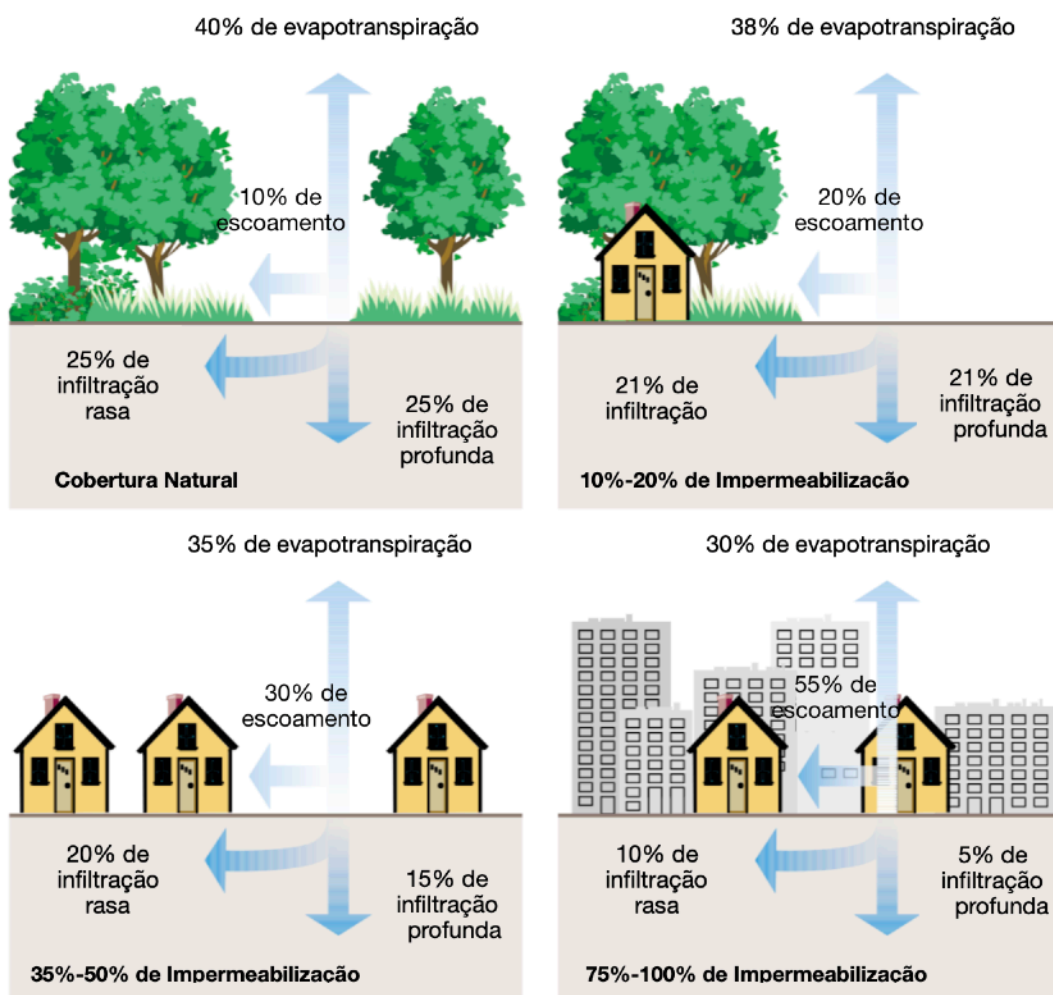 40% de evapotranspiração
10% de
escoamento
25% de
infiltração
rasa
25% de
infiltração
profunda
Cobertura Natural
38% de evapotranspiração
20% de
escoamento
21% de
infiltração
21% de
infiltração
profunda
10%-20% de Impermeabilização
35% de evapotranspiração
30% de
escoamento
20% de
infiltração
rasa
15% de
infiltração
profunda
35%-50% de Impermeabilização
30% de evapotranspiração
55% de
escoamento
10% de
infiltração
rasa
5% de
infiltração
profunda
75%-100% de Impermeabilização